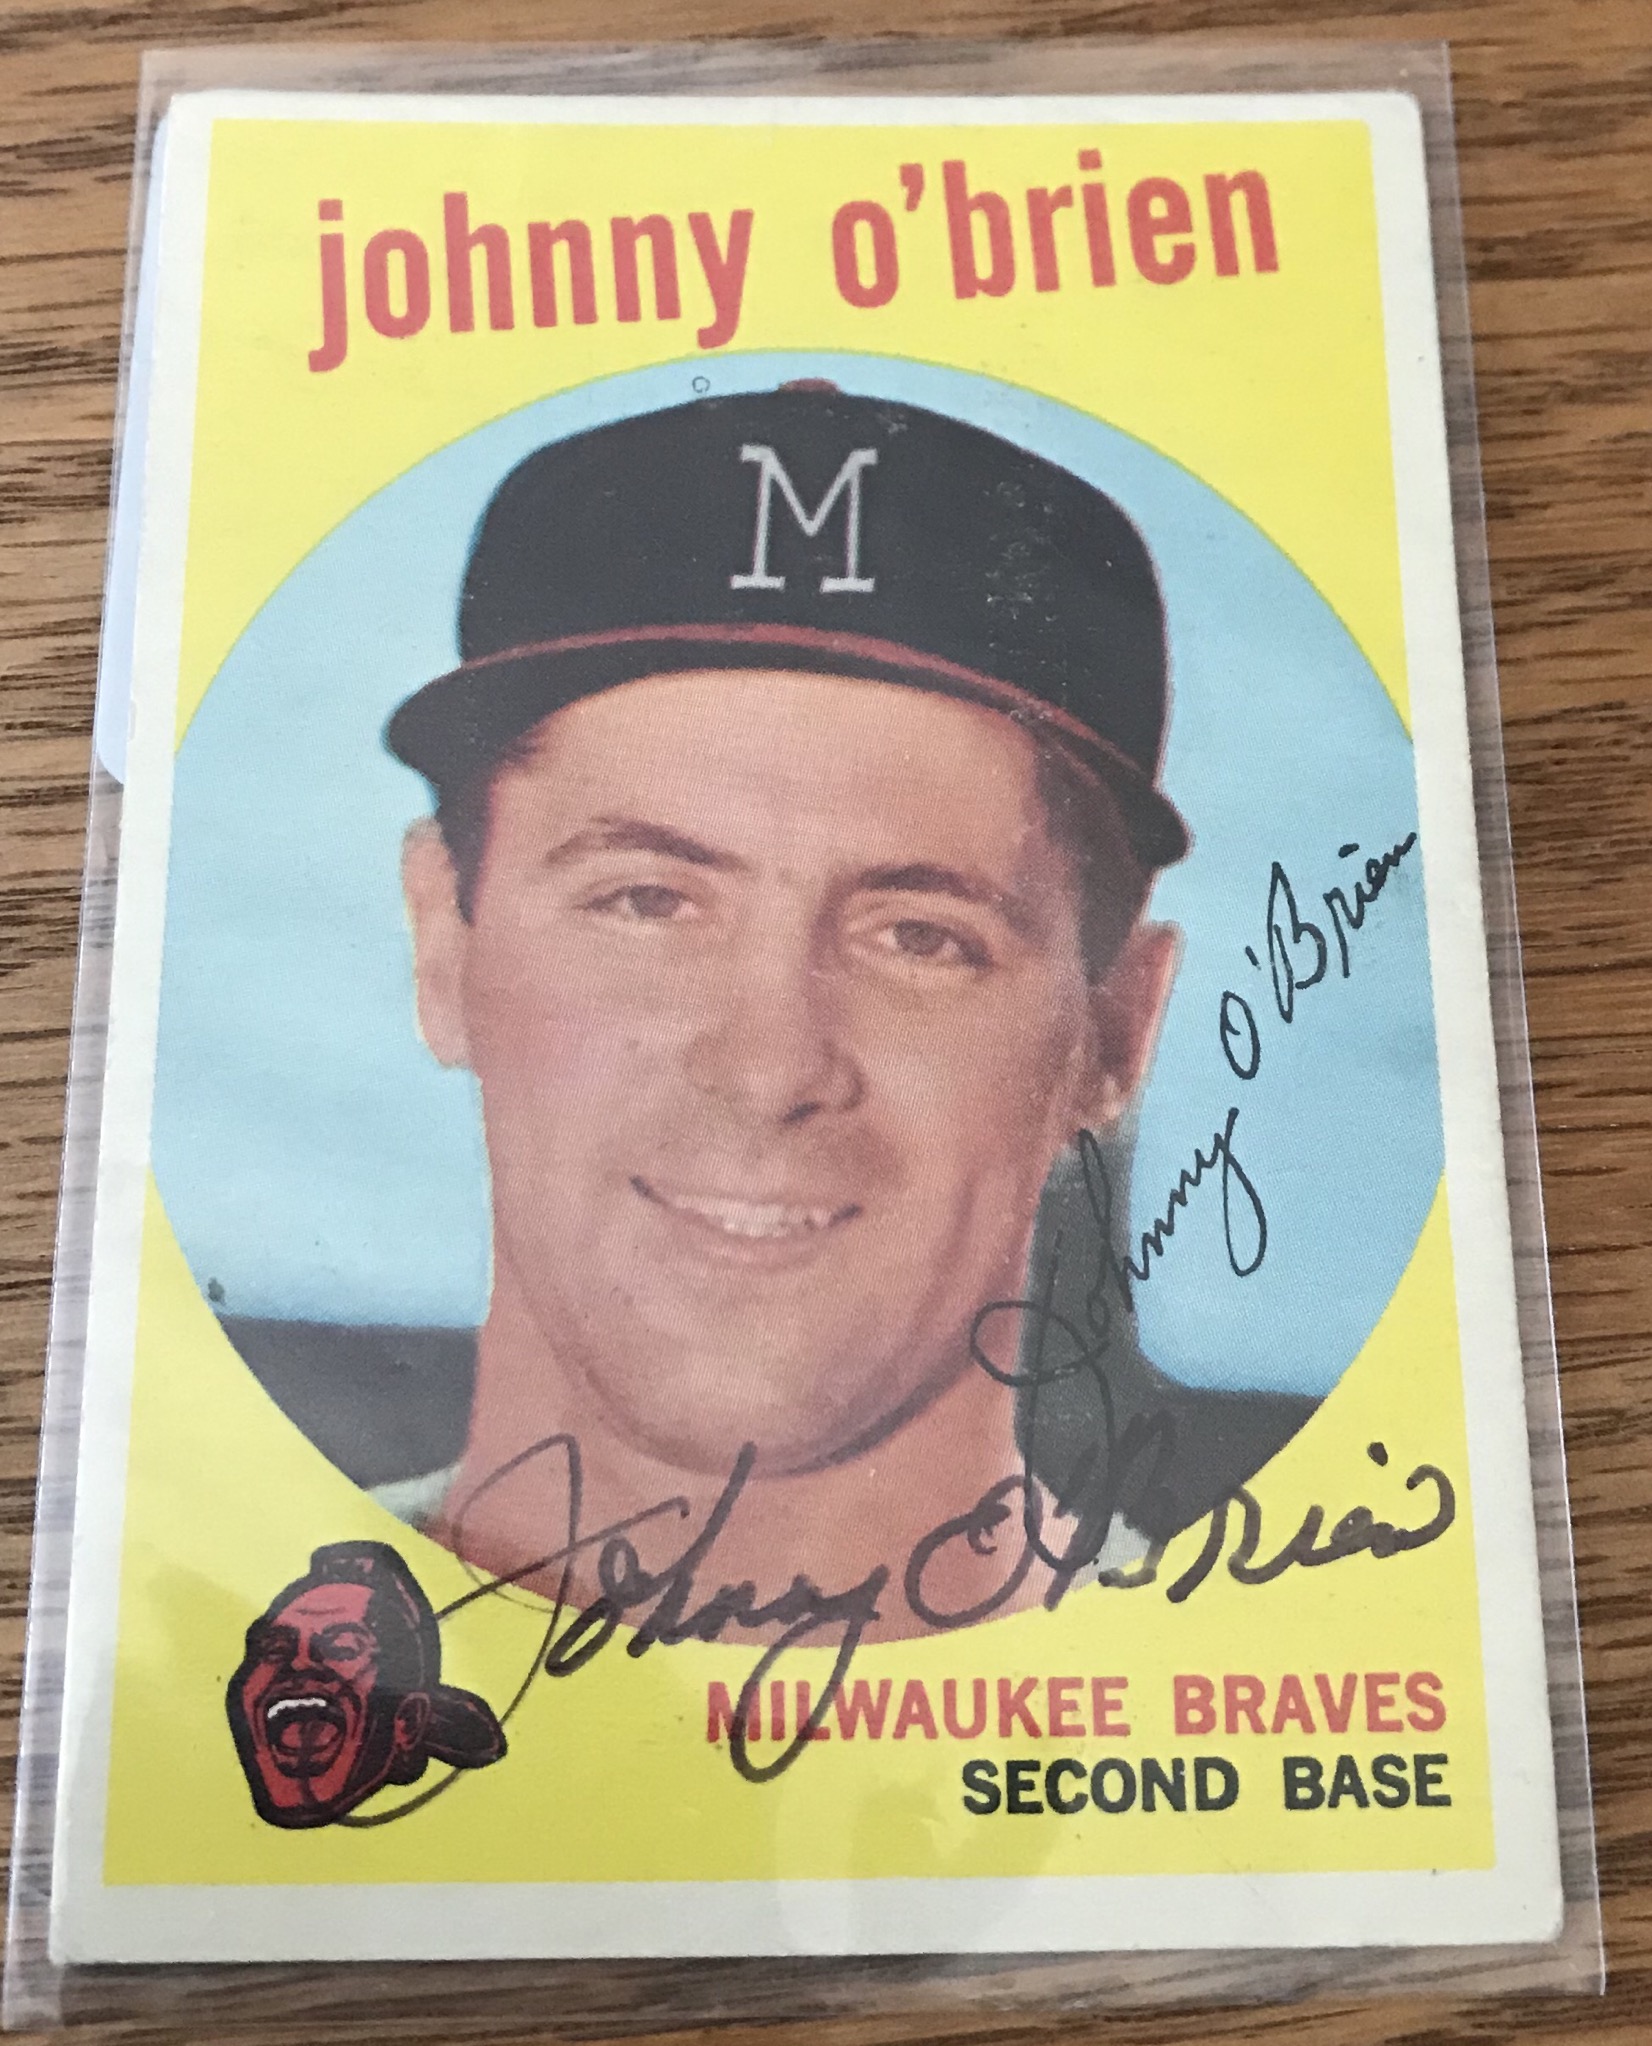 johnny o'brien
M
Johnny O'Brien
Johnny O'Brien
MILWAUKEE BRAVES
SECOND BASE